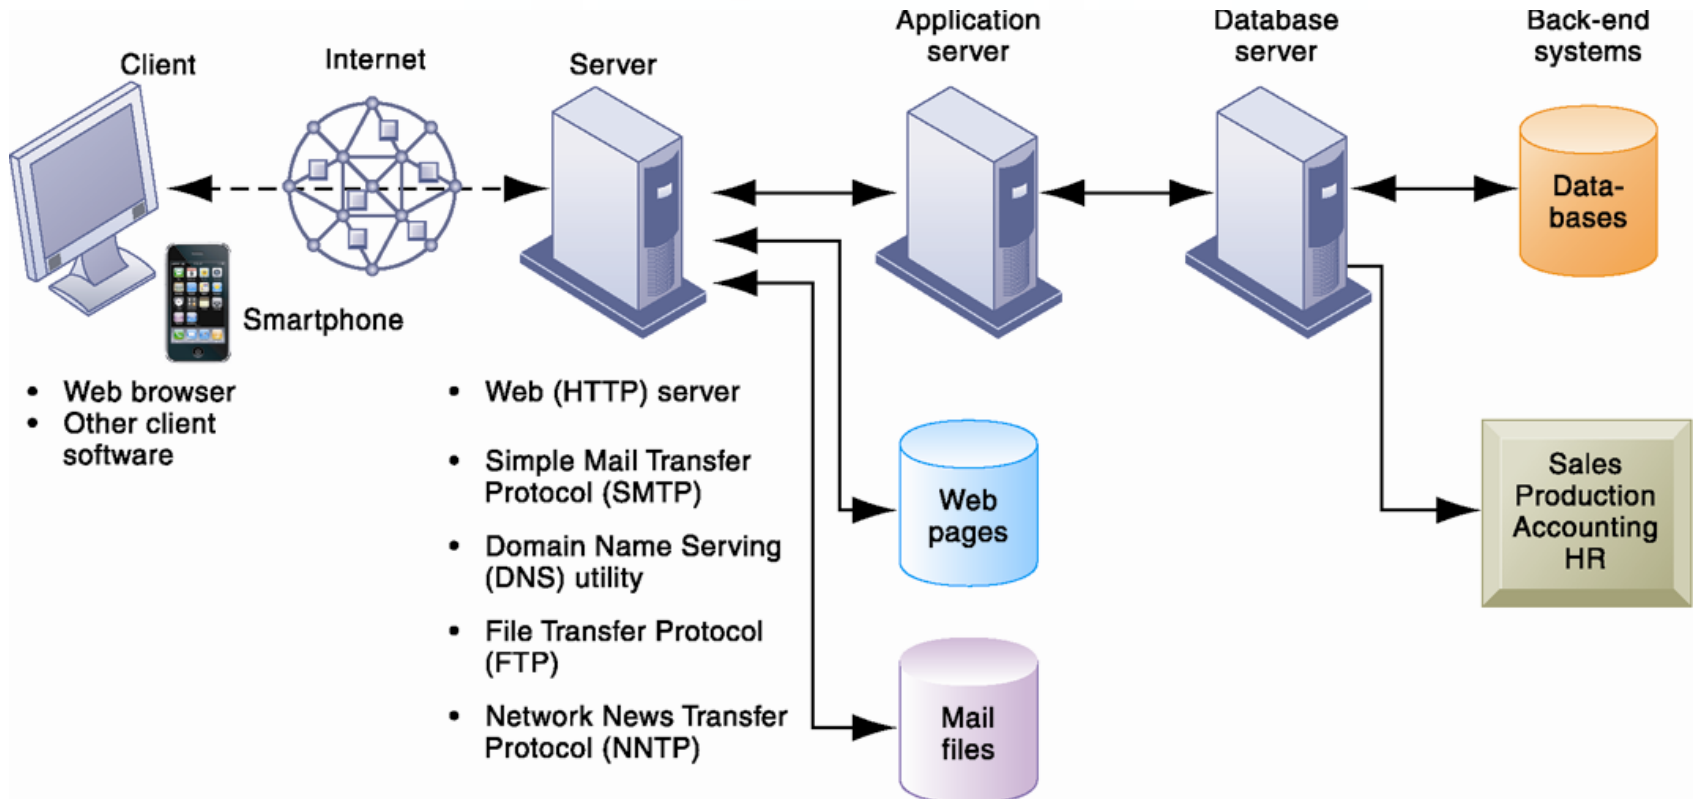 Client
Internet
Server
Application
server
Database
server
Back-end
systems
Data-
bases
Smartphone
• Web browser
• Other client
software
• Web (HTTP) server
• Simple Mail Transfer
Protocol (SMTP)
• Domain Name Serving
(DNS) utility
• File Transfer Protocol
(FTP)
• Network News Transfer
Protocol (NNTP)
Web
pages
Mail
files
Sales
Production
Accounting
HR